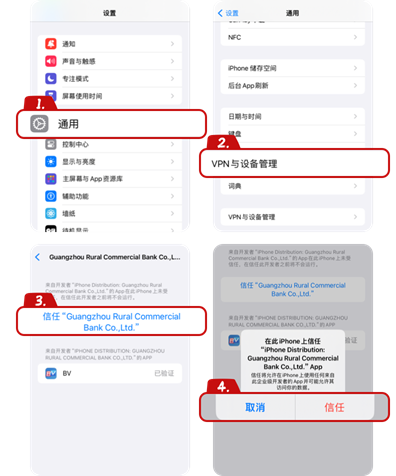 设置
通知
声音与触感
专注模式
屏幕使用时间
1.
通用
控制中心
显示与亮度
主屏幕与App资源库
辅助功能
墙纸
待机显示
设置
通用
NFC
iPhone 储存空间
后台App刷新
日期与时间
键盘
2.
VPN与设备管理
词典
VPN与设备管理
Guangzhou Rural Commercial Bank Co.,L...
来自开发者“iPhone Distribution: Guangzhou Rural
Commercial Bank Co.,Ltd.”的App在此iPhone上未受
信任，在信任此开发者之前将不会运行。
3.
信任“Guangzhou Rural Commercial
Bank Co.,Ltd.”
来自开发者“IPHONE DISTRIBUTION: GUANGZHOU
RURAL COMMERCIAL BANK CO.,LTD.”的 APP
BV
已验证
来自开发者“iPhone Distribution: Guangzhou Rural
Commercial Bank Co.,Ltd.”的App在此iPhone上未受
信任，在信任此开发者之前将不会运行。
信任“Guangzhou Rural Commercial
Bank Co.,Ltd.”
来自开发者“IPHONE DISTRIBUTION: GUANGZHOU
RURAL COMMERCIAL BANK CO.,LTD.”的 APP
在此 iPhone上信任
“iPhone Distribution:
Guangzhou Rural Commercial
Bank Co.,Ltd.” App
信任将允许在iPhone上使用任何来自
此企业级开发者的App并可能允许其
访问你的数据。
4.
取消
信任